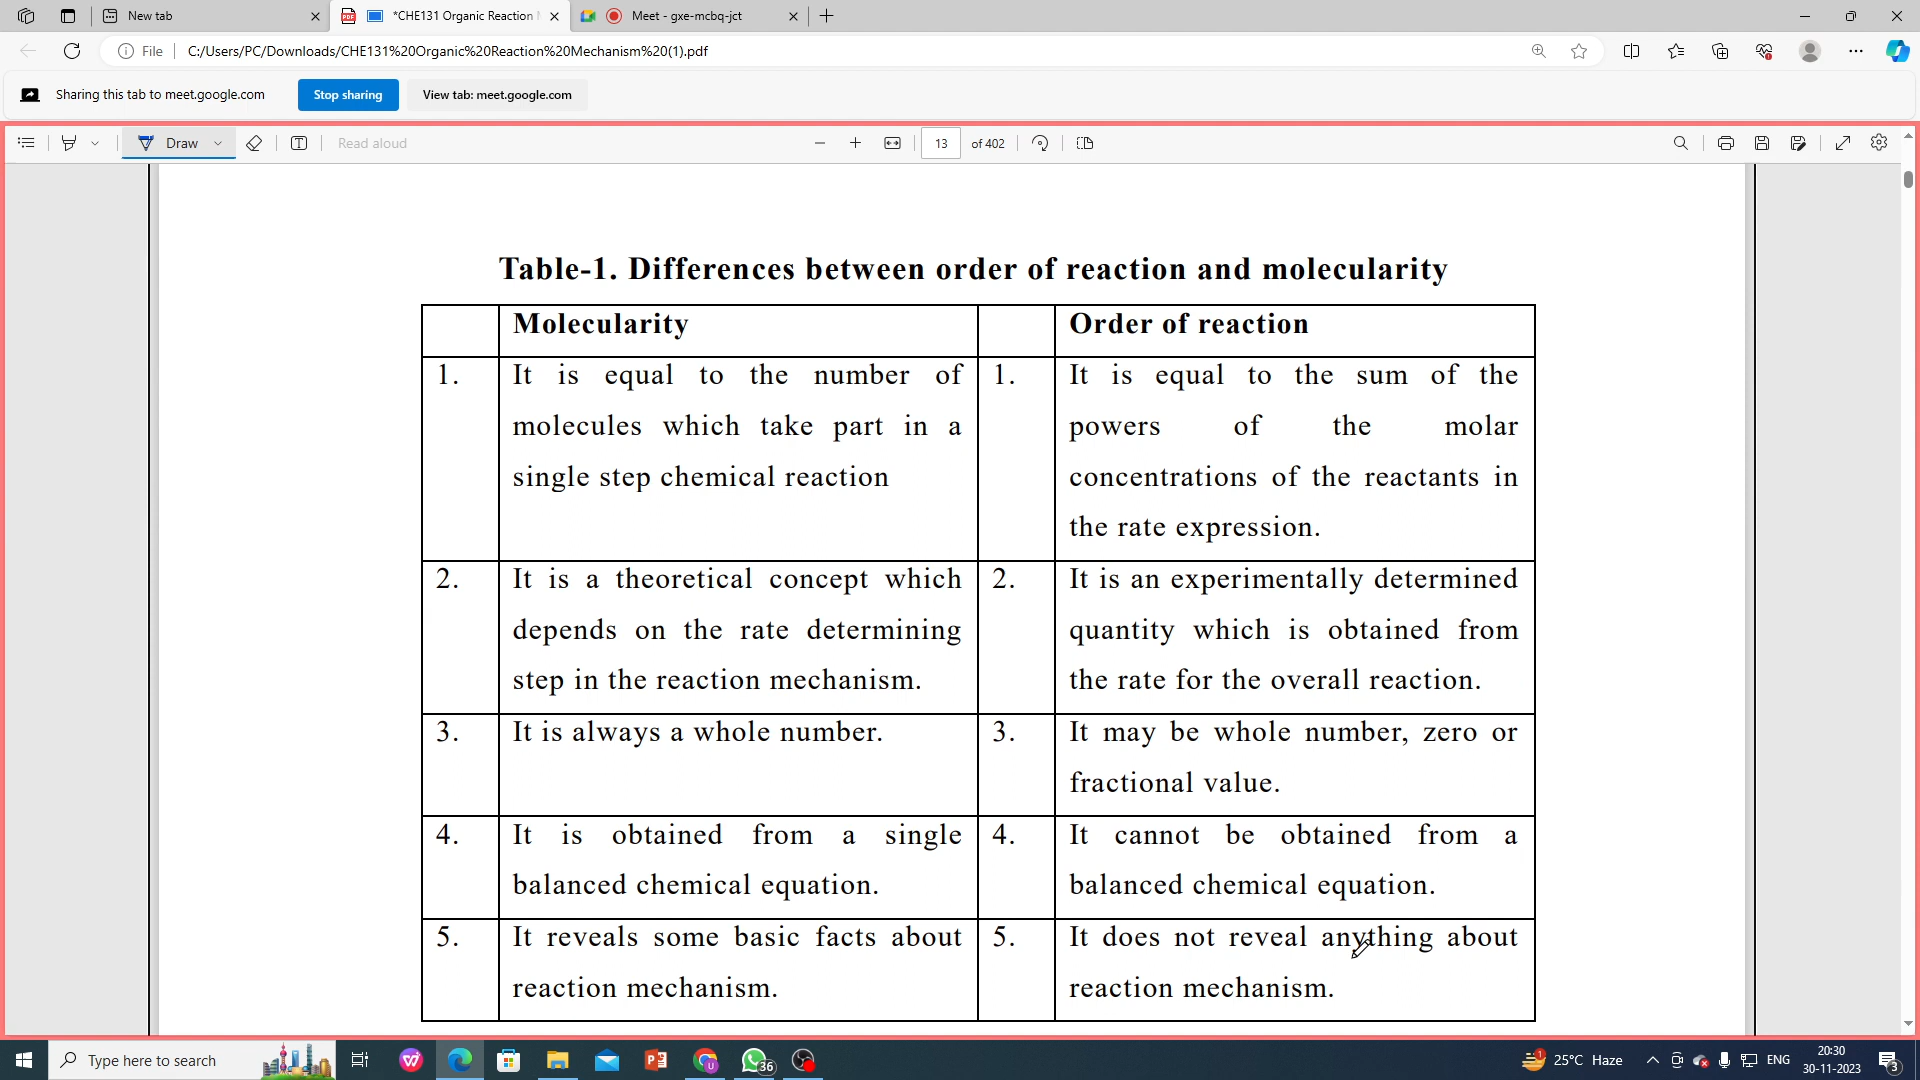 New tab
*CHE131 Organic Reaction
Meet - gxe-mcbq-jct
File
C:/Users/PC/Downloads/CHE131%20Organic%20Reaction%20Mechanism%20(1).pdf
Sharing this tab to meet.google.com
Stop sharing
View tab: meet.google.com
Draw
Read aloud
13
of 402
Table-1. Differences between order of reaction and molecularity
Molecularity
Order of reaction
1.
It is equal to the number of
molecules which take part in a
single step chemical reaction
1.
It is equal to the sum of the
powers of the molar
concentrations of the reactants in
the rate expression.
2.
It is a theoretical concept which
depends on the rate determining
step in the reaction mechanism.
2.
It is an experimentally determined
quantity which is obtained from
the rate for the overall reaction.
3.
It is always a whole number.
3.
It may be whole number, zero or
fractional value.
4.
It is obtained from a single
balanced chemical equation.
4.
It cannot be obtained from a
balanced chemical equation.
5.
It reveals some basic facts about
reaction mechanism.
5.
It does not reveal anything about
reaction mechanism.
Type here to search
36
25°C Haze
ENG
20:30
30-11-2023
3